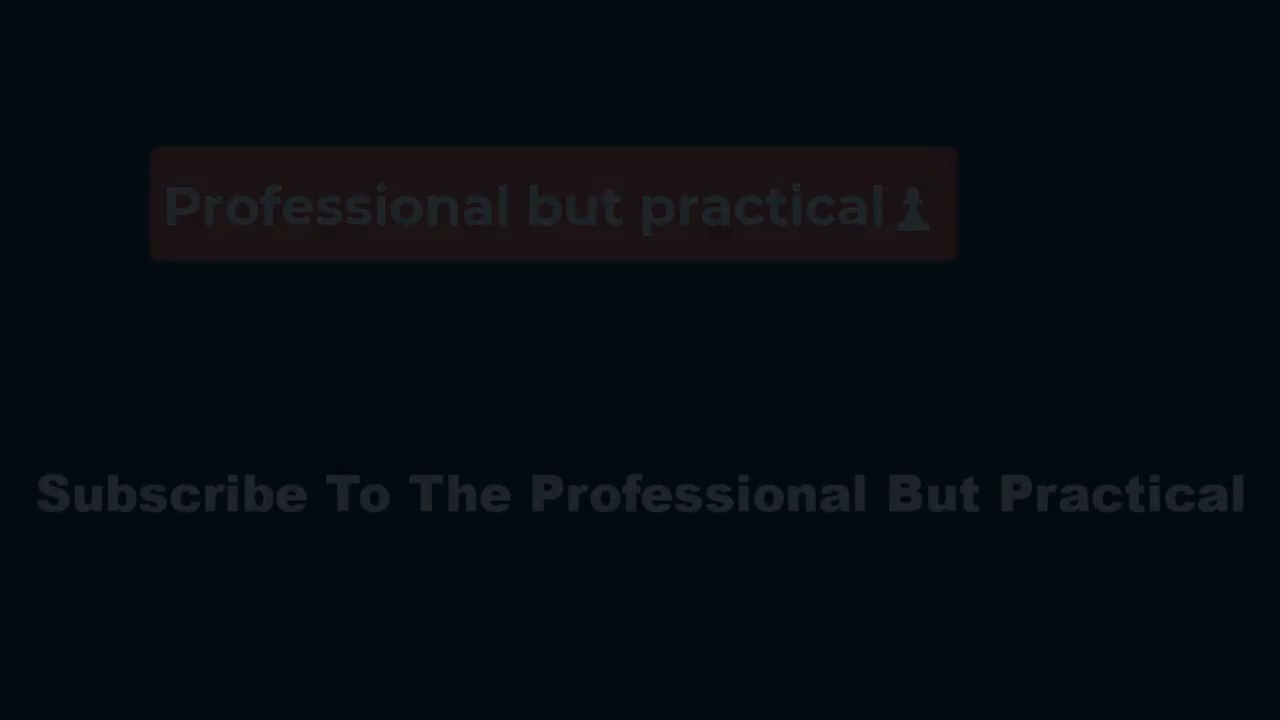 Professional but practical♟
Subscribe To The Professional But Practical